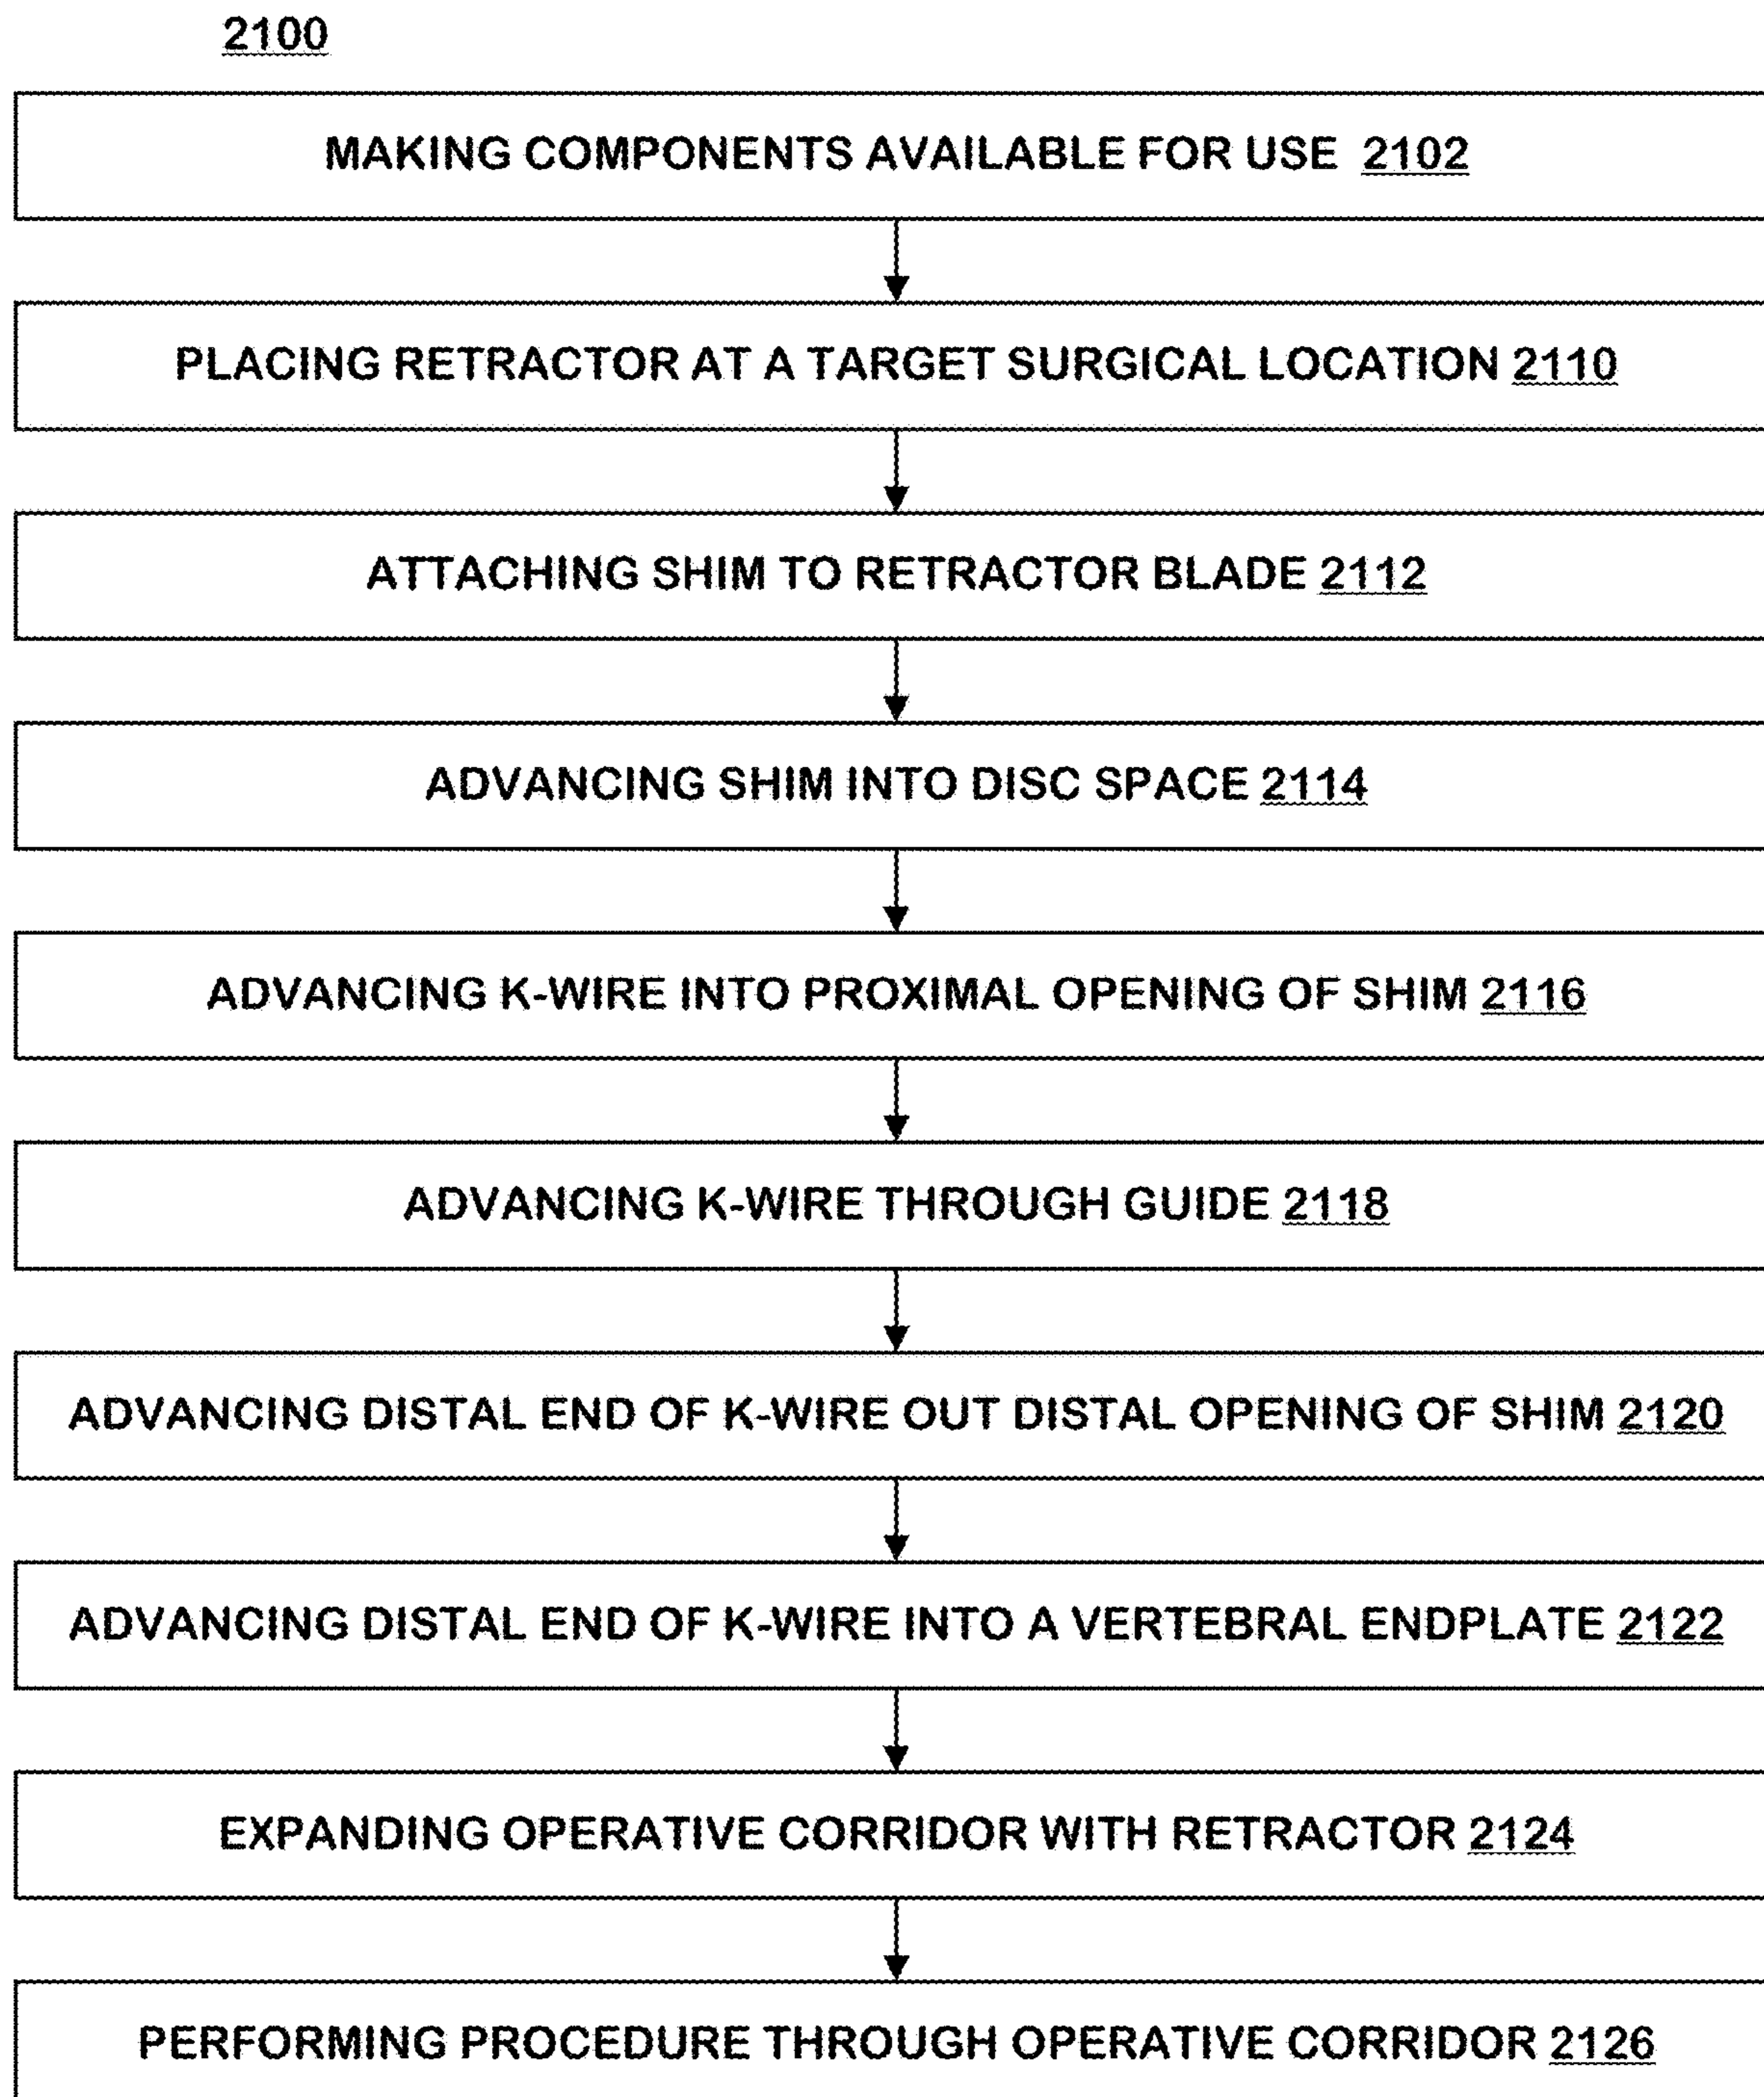 2100
MAKING COMPONENTS AVAILABLE FOR USE 2102
PLACING RETRACTOR AT A TARGET SURGICAL LOCATION 2110
ATTACHING SHIM TO RETRACTOR BLADE 2112
ADVANCING SHIM INTO DISC SPACE 2114
ADVANCING K-WIRE INTO PROXIMAL OPENING OF SHIM 2116
ADVANCING K-WIRE THROUGH GUIDE 2118
ADVANCING DISTAL END OF K-WIRE OUT DISTAL OPENING OF SHIM 2120
ADVANCING DISTAL END OF K-WIRE INTO A VERTEBRAL ENDPLATE 2122
EXPANDING OPERATIVE CORRIDOR WITH RETRACTOR 2124
PERFORMING PROCEDURE THROUGH OPERATIVE CORRIDOR 2126